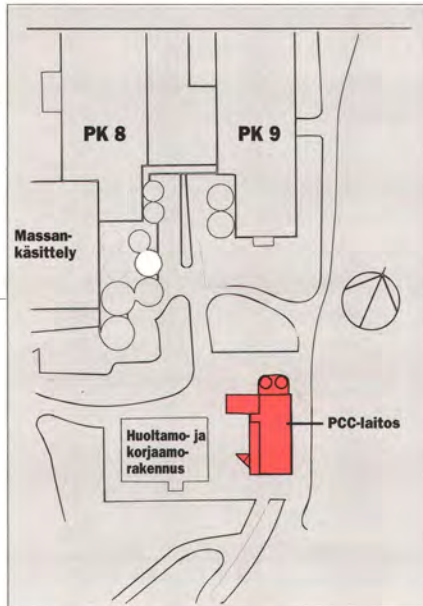 PK 8
PK 9
Massan-
käsittely
Huoltamo- ja
korjaamo-
rakennus
PCC-laitos